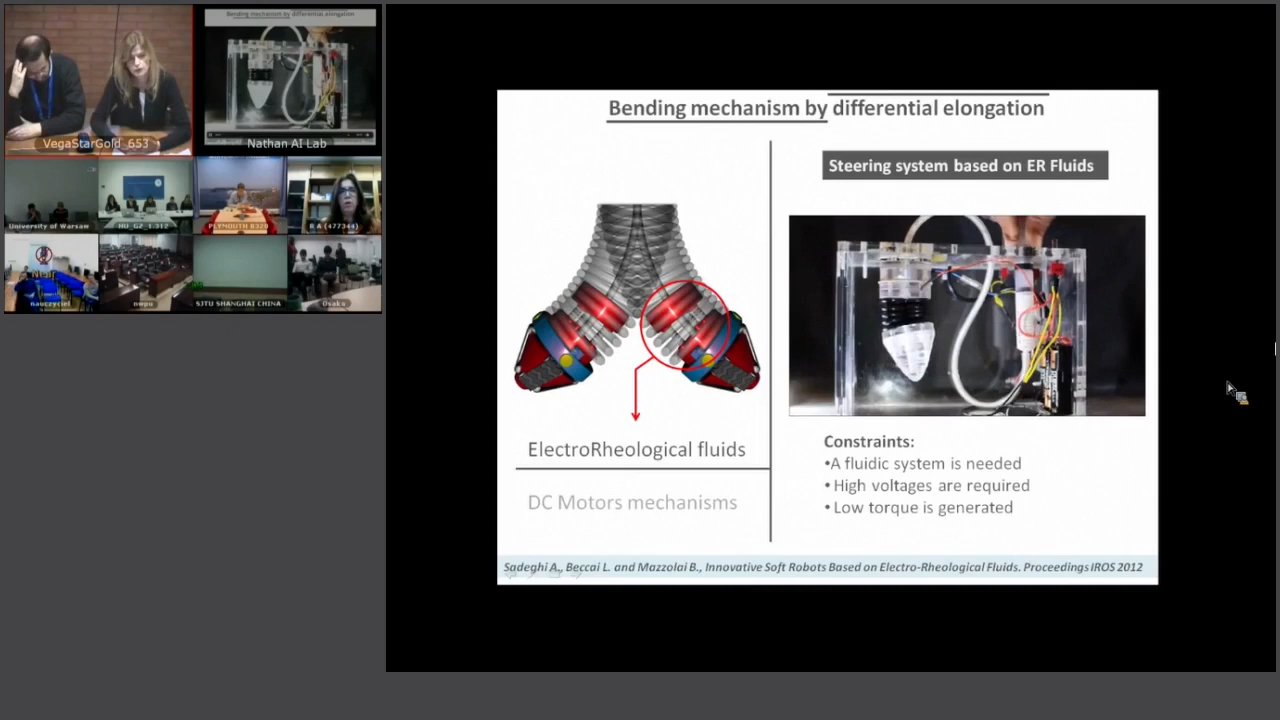 Bending mechanism by differential elongation
VegaStarGold_653
Nathan AI Lab
University of Warsaw
HU_G2_1.312
PLYMOUTH B328
R A (477344)
nauczyciel
nwpu
SJTU SHANGHAI CHINA
Osaka
Bending mechanism by differential elongation
Steering system based on ER Fluids
ElectroRheological fluids
DC Motors mechanisms
Constraints:
•A fluidic system is needed
• High voltages are required
• Low torque is generated
Sadeghi A., Beccai L. and Mazzolai B., Innovative Soft Robots Based on Electro-Rheological Fluids. Proceedings IROS 2012